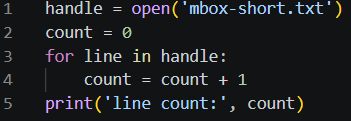 1 handle = open('mbox-short.txt')
2 count = 0
3 for line in handle:
4     count = count + 1
5 print('line count:', count)